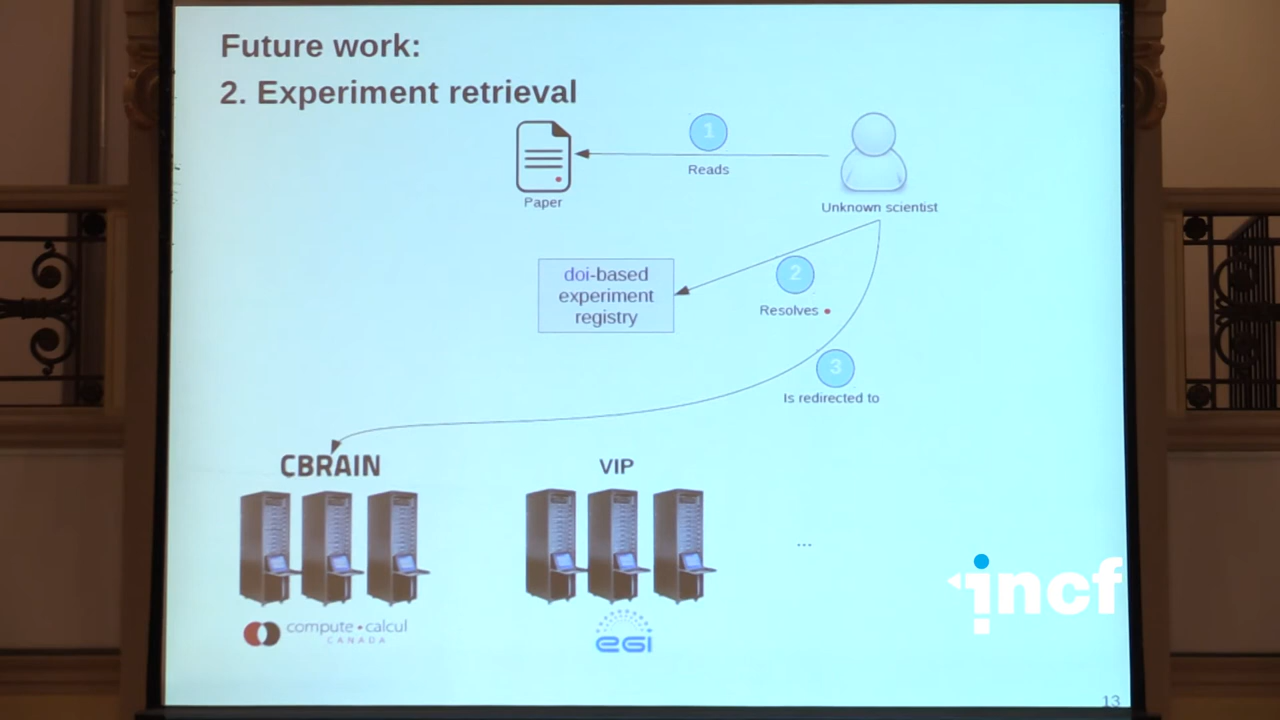 Future work:
2. Experiment retrieval
1
Reads
Paper
Unknown scientist
doi-based
experiment
registry
2
Resolves
3
Is redirected to
CBRAIN
VIP
...
compute • calcul
CANADA
egi
incf
13